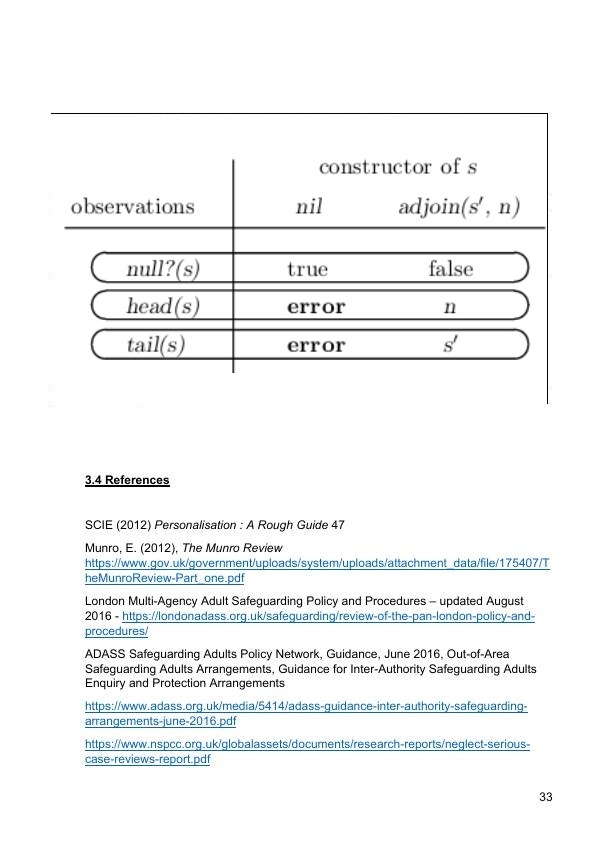 constructor of s
observations nil adjoin(s′, n)
null?(s) true false
head(s) error n
tail(s) error s′
3.4 References
SCIE (2012) Personalisation : A Rough Guide 47
Munro, E. (2012), The Munro Review
https://www.gov.uk/government/uploads/system/uploads/attachment_data/file/175407/T
heMunroReview-Part_one.pdf
London Multi-Agency Adult Safeguarding Policy and Procedures – updated August
2016 - https://londonadass.org.uk/safeguarding/review-of-the-pan-london-policy-and-
procedures/
ADASS Safeguarding Adults Policy Network, Guidance, June 2016, Out-of-Area
Safeguarding Adults Arrangements, Guidance for Inter-Authority Safeguarding Adults
Enquiry and Protection Arrangements
https://www.adass.org.uk/media/5414/adass-guidance-inter-authority-safeguarding-
arrangements-june-2016.pdf
https://www.nspcc.org.uk/globalassets/documents/research-reports/neglect-serious-
case-reviews-report.pdf
33